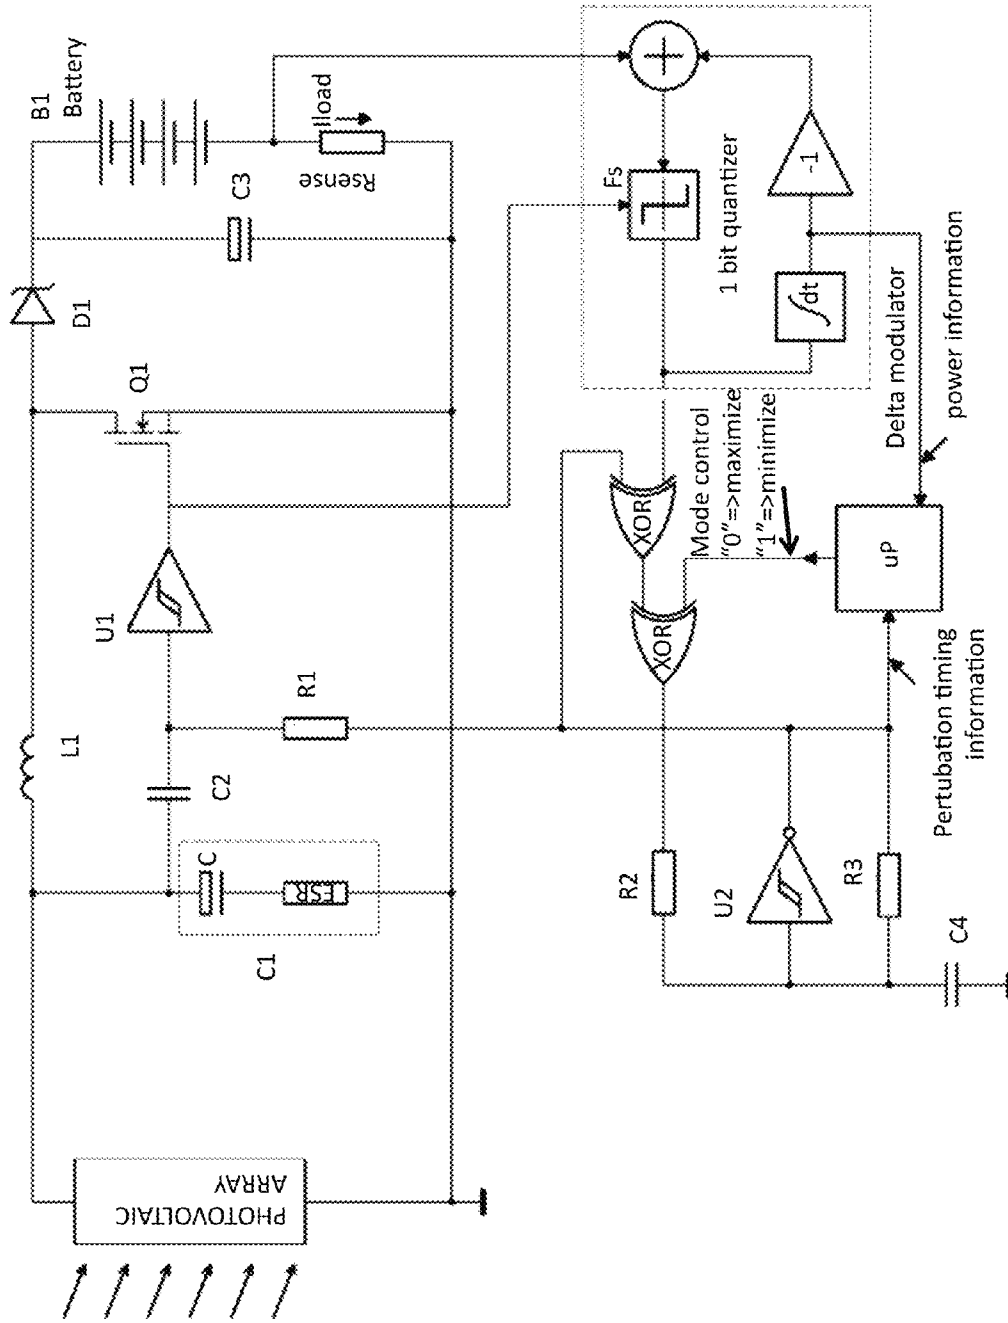 B1
Battery
Iload
Rsense
C3
D1
Q1
U1
L1
C2
R1
C
ESR
C1
PHOTOVOLTAIC
ARRAY
Fs
1 bit quantizer
-1
∫dt
Delta modulator
power information
XOR
XOR
Mode control
“0”=>maximize
“1”=>minimize
uP
Pertubation timing
information
R2
U2
R3
C4